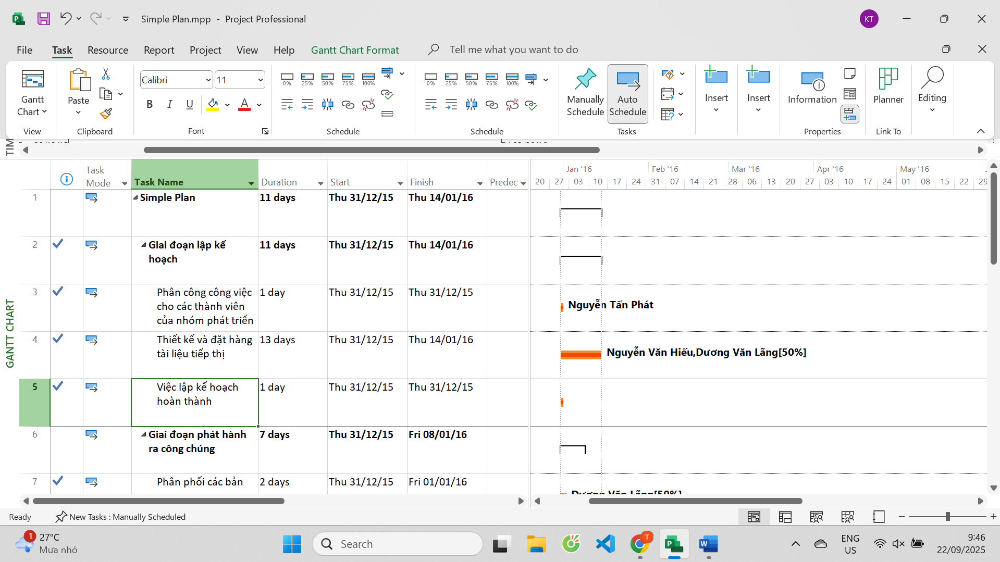 Simple Plan.mpp - Project Professional
KT
File Task Resource Report Project View Help Gantt Chart Format Tell me what you want to do
Gantt Chart
Paste
Calibri 11
B I U A
0% 25% 50% 75% 100%
0% 25% 50% 75% 100%
Manually Schedule
Auto Schedule
Insert
Insert
Information
Planner
Editing
View Clipboard Font Schedule Schedule Tasks Properties Link To
Task Mode Task Name Duration Start Finish Predec
Jan '16 Feb '16 Mar '16 Apr '16 May '16
20 27 03 10 17 24 31 07 14 21 28 06 13 20 27 03 10 17 24 01 08 15 22 29
1 Simple Plan 11 days Thu 31/12/15 Thu 14/01/16
2 Giai đoạn lập kế hoạch 11 days Thu 31/12/15 Thu 14/01/16
3 Phân công công việc cho các thành viên của nhóm phát triển 1 day Thu 31/12/15 Thu 31/12/15
Nguyễn Tấn Phát
4 Thiết kế và đặt hàng tài liệu tiếp thị 13 days Thu 31/12/15 Thu 14/01/16
Nguyễn Văn Hiếu,Dương Văn Lãng[50%]
5 Việc lập kế hoạch hoàn thành 1 day Thu 31/12/15 Thu 31/12/15
6 Giai đoạn phát hành ra công chúng 7 days Thu 31/12/15 Fri 08/01/16
7 Phân phối các bản 2 days Thu 31/12/15 Fri 01/01/16
Dương Văn Lãng[50%]
GANTT CHART
Ready New Tasks : Manually Scheduled
1 27°C
Mưa nhỏ
Search
T
ENG
US
9:46
22/09/2025